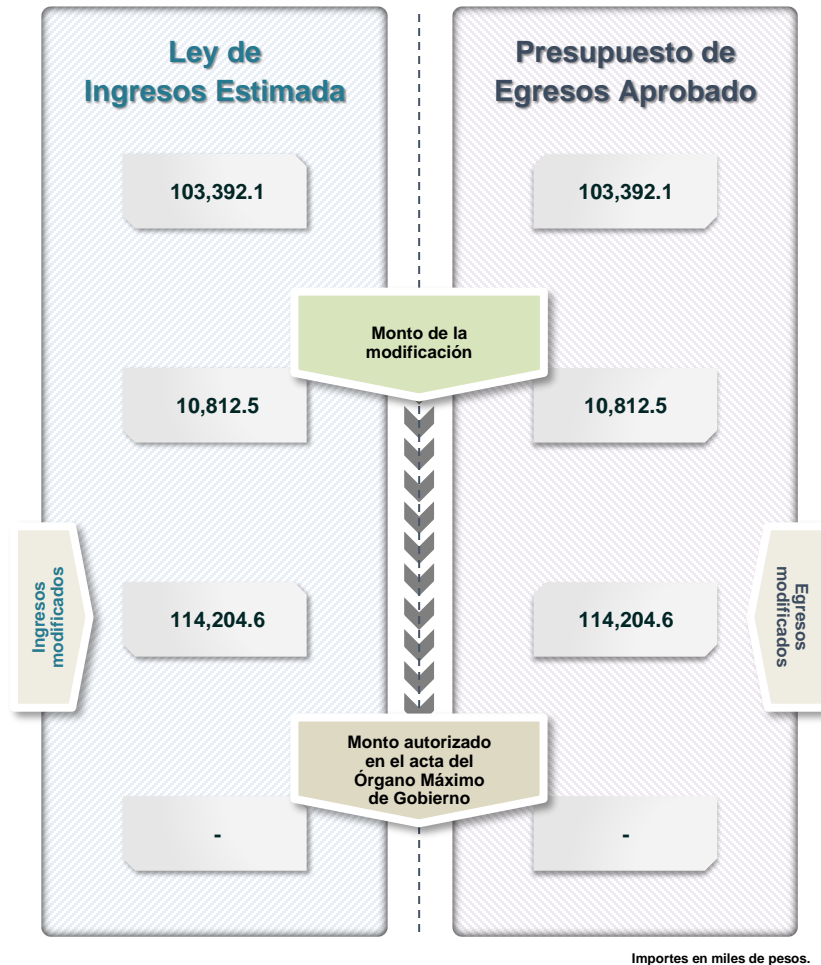 Ley de
Ingresos Estimada
Presupuesto de
Egresos Aprobado
103,392.1
103,392.1
Monto de la
modificación
10,812.5
10,812.5
Ingresos
modificados
114,204.6
114,204.6
Egresos
modificados
Monto autorizado
en el acta del
Órgano Máximo
de Gobierno
-
-
Importes en miles de pesos.